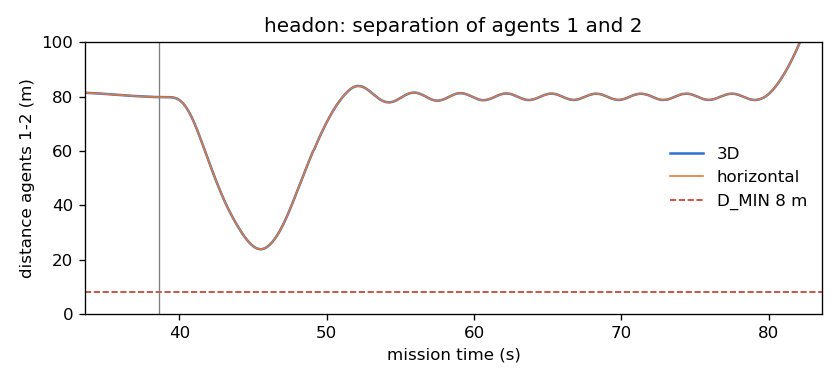 headon: separation of agents 1 and 2
distance agents 1-2 (m)
100
80
60
40
20
0
3D
horizontal
D_MIN 8 m
40 50 60 70 80
mission time (s)